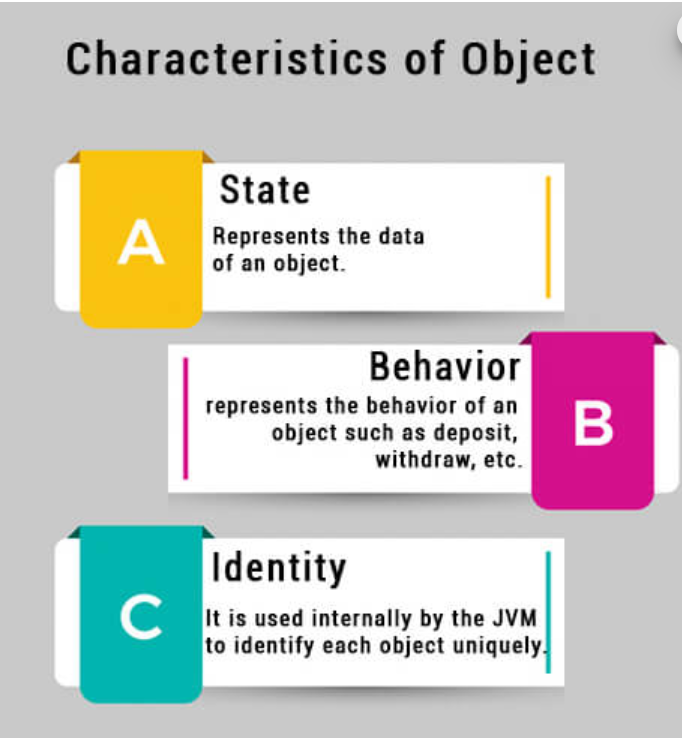 Characteristics of Object
A
State
Represents the data
of an object.
Behavior
represents the behavior of an
object such as deposit,
withdraw, etc.
B
C
Identity
It is used internally by the JVM
to identify each object uniquely.